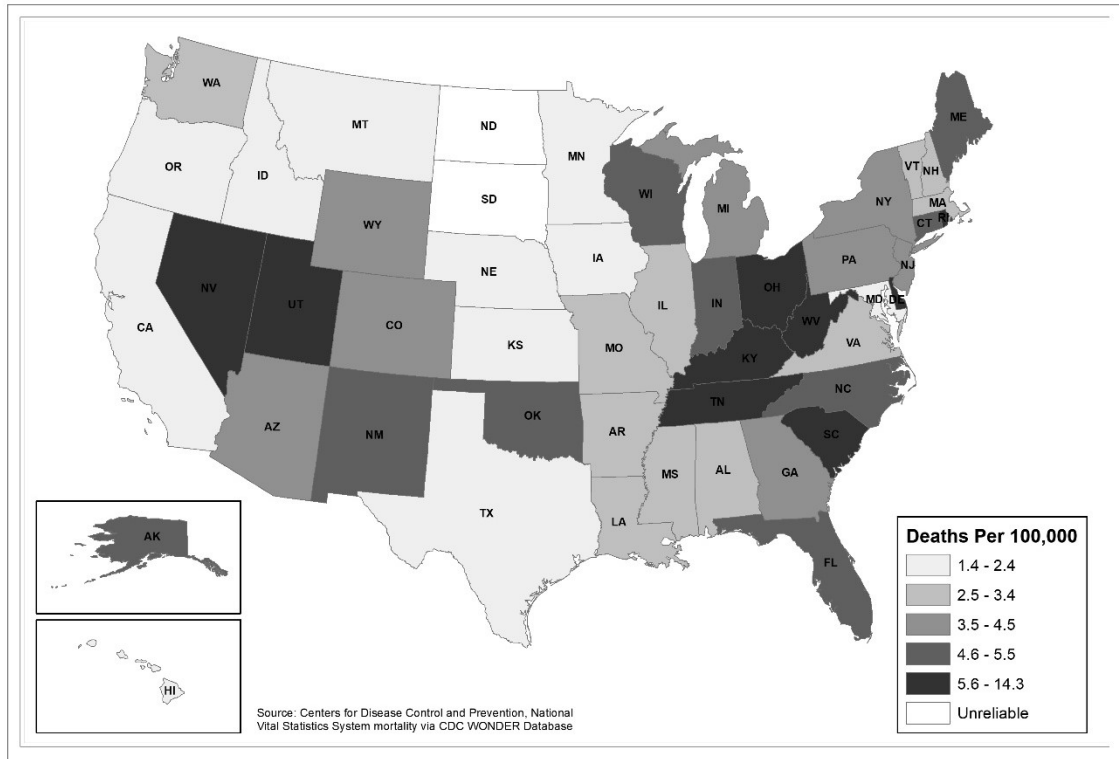 WA
ME
MT
ND
MN
VT
NH
OR
ID
WI
NY
MA
SD
MI
CT
RI
WY
PA
NJ
IA
NE
OH
MD
DE
NV
UT
IL
IN
WV
CO
VA
CA
KS
MO
KY
NC
TN
OK
AZ
NM
AR
SC
MS
AL
GA
TX
LA
FL
AK
HI
Deaths Per 100,000
1.4 - 2.4
2.5 - 3.4
3.5 - 4.5
4.6 - 5.5
5.6 - 14.3
Unreliable
Source: Centers for Disease Control and Prevention, National
Vital Statistics System mortality via CDC WONDER Database